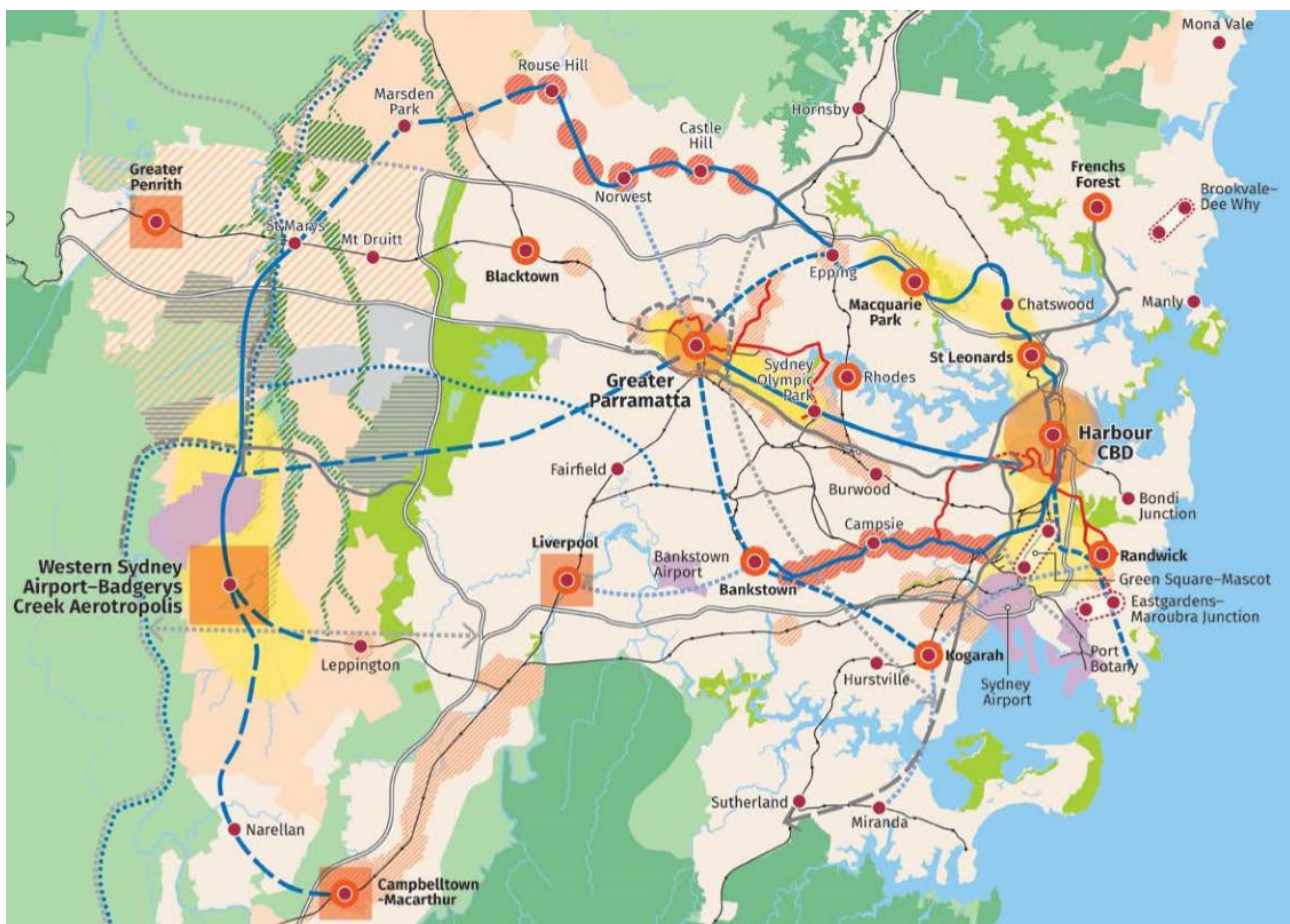 Mona Vale
Rouse Hill
Marsden
Park
Hornsby
Castle
Hill
Greater
Penrith
Norwest
Frenchs
Forest
Brookvale–
Dee Why
St Marys
Mt Druitt
Blacktown
Epping
Macquarie
Park
Chatswood
Manly
St Leonards
Greater
Parramatta
Sydney
Olympic
Park
Rhodes
Harbour
CBD
Fairfield
Burwood
Bondi
Junction
Campsie
Liverpool
Bankstown
Airport
Bankstown
Randwick
Western Sydney
Airport–Badgerys
Creek Aerotropolis
Green Square–Mascot
Eastgardens–
Maroubra Junction
Leppington
Kogarah
Hurstville
Port
Botany
Sydney
Airport
Sutherland
Miranda
Narellan
Campbelltown
-Macarthur